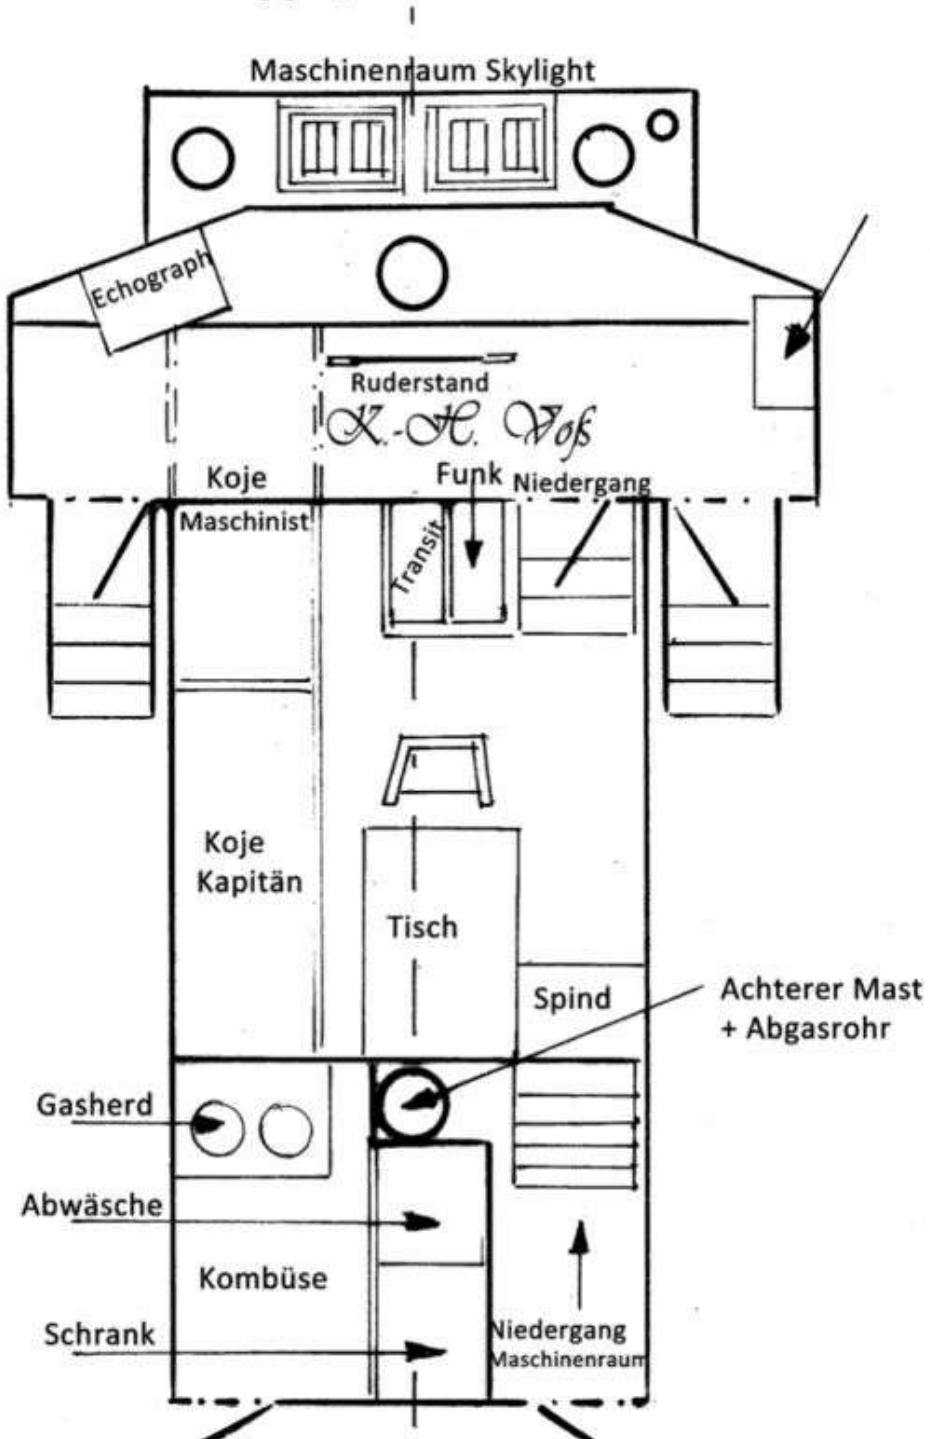 Maschinenraum Skylight
Echograph
Ruderstand
K.-H. Voß
Koje
Maschinist
Funk
Niedergang
Transit
Koje
Kapitän
Tisch
Spind
Achterer Mast
+ Abgasrohr
Gasherd
Abwäsche
Kombüse
Schrank
Niedergang
Maschinenraum